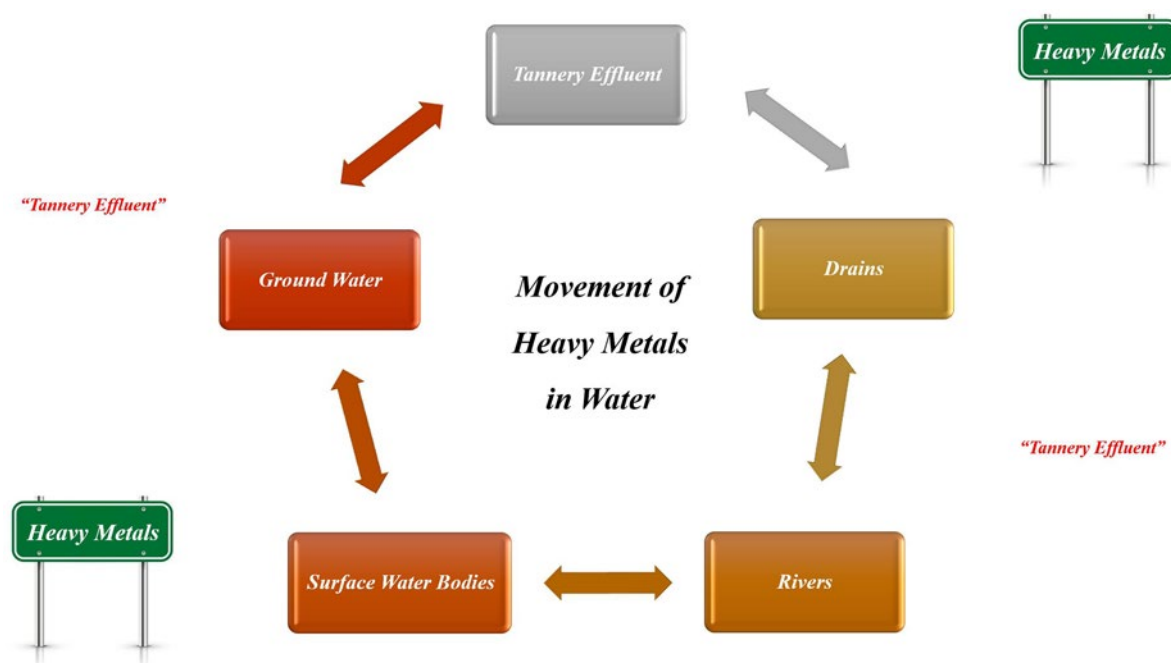 Heavy Metals
Tannery Effluent
“Tannery Effluent”
Ground Water
Drains
Movement of
Heavy Metals
in Water
“Tannery Effluent”
Heavy Metals
Surface Water Bodies
Rivers